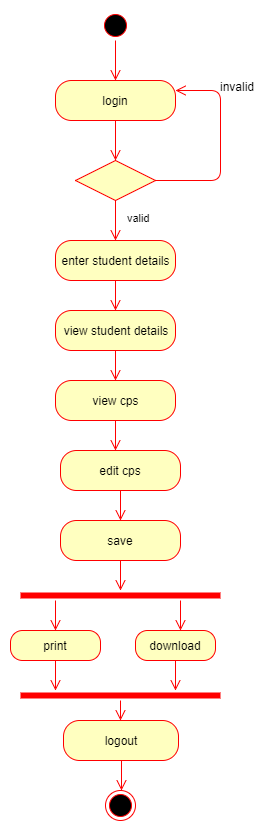 login
invalid
valid
enter student details
view student details
view cps
edit cps
save
print
download
logout